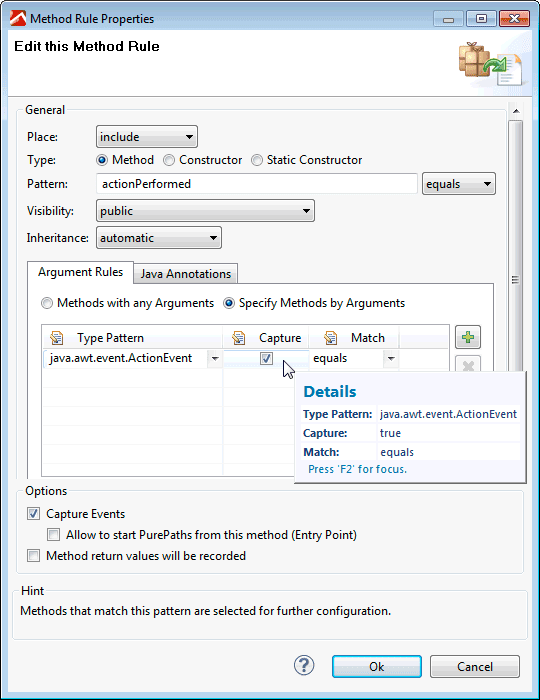 Method Rule Properties
Edit this Method Rule
General
Place: include
Type: Method Constructor Static Constructor
Pattern: actionPerformed equals
Visibility: public
Inheritance: automatic
Argument Rules Java Annotations
Methods with any Arguments Specify Methods by Arguments
Type Pattern Capture Match
java.awt.event.ActionEvent equals
Details
Type Pattern: java.awt.event.ActionEvent
Capture: true
Match: equals
Press 'F2' for focus.
Options
Capture Events
Allow to start PurePaths from this method (Entry Point)
Method return values will be recorded
Hint
Methods that match this pattern are selected for further configuration.
? Ok Cancel